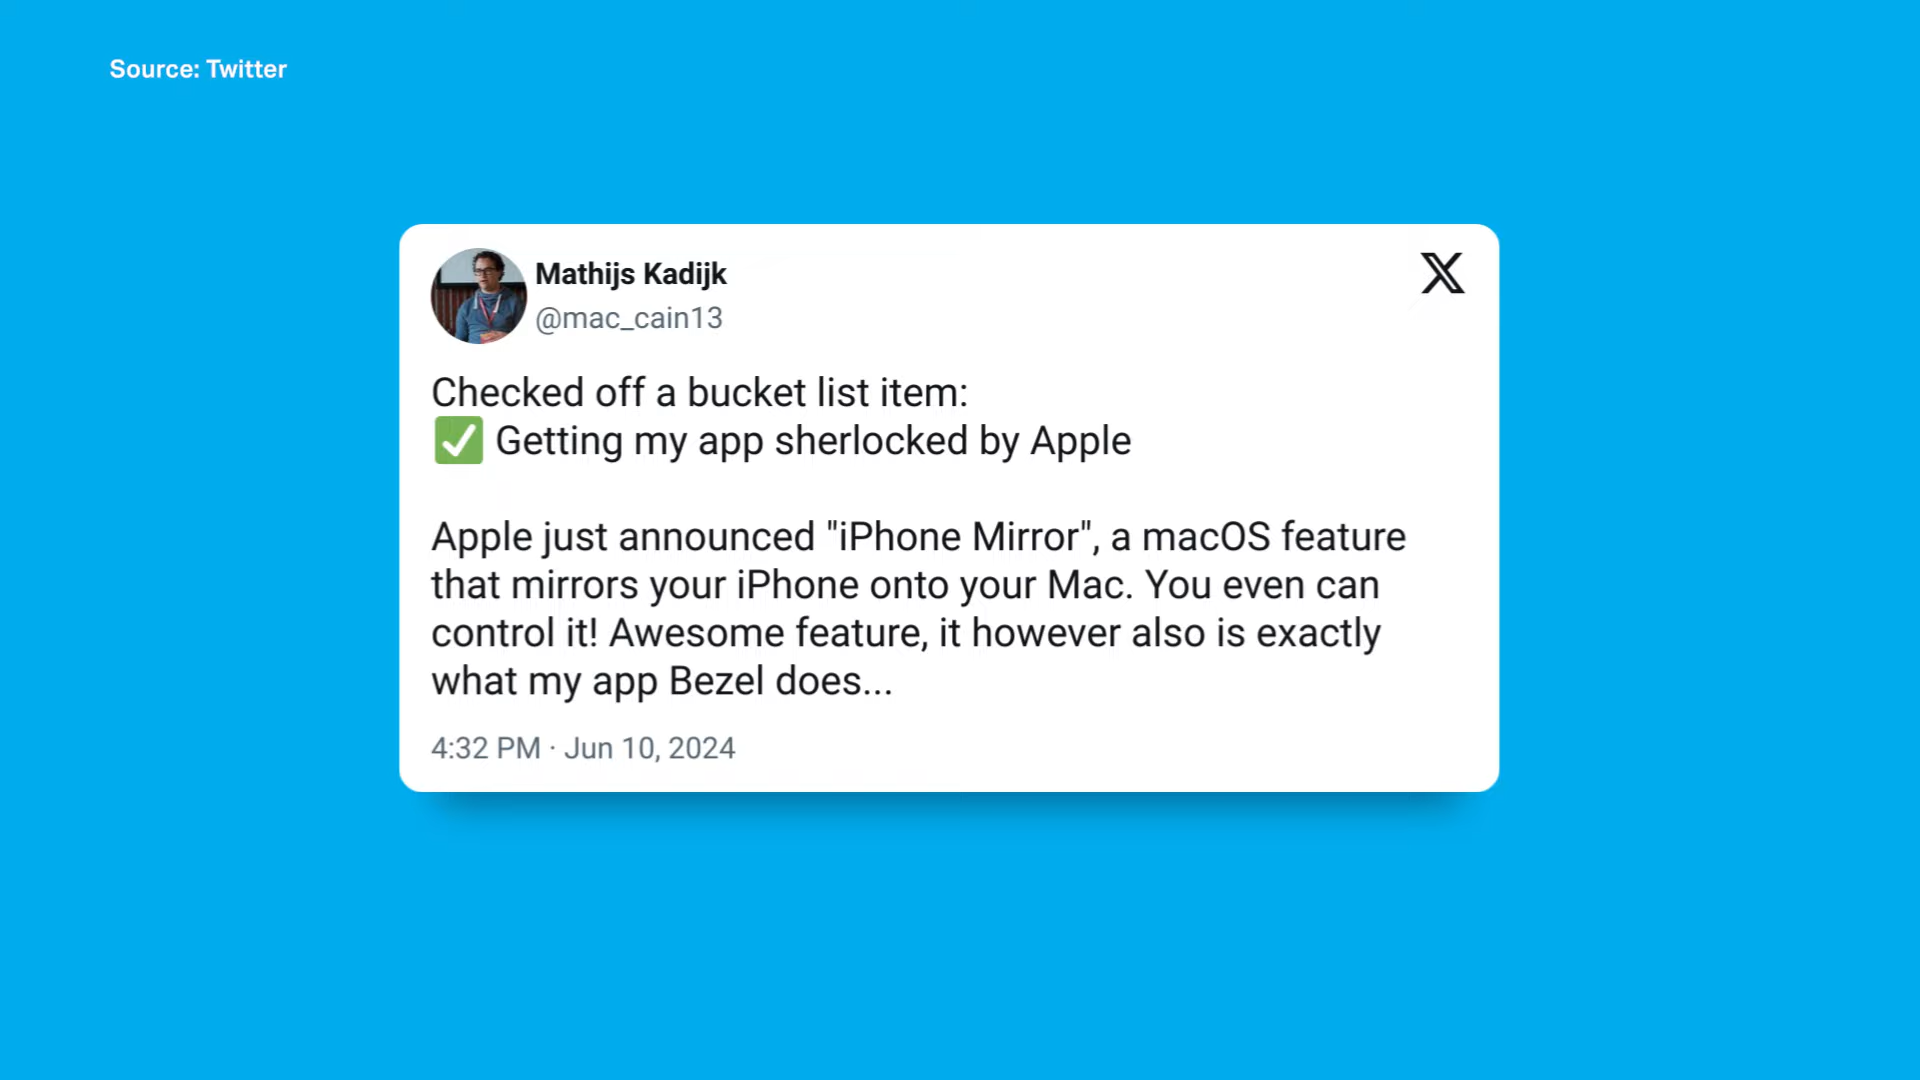 Source: Twitter
Mathijs Kadijk
@mac_cain13
Checked off a bucket list item:
✅ Getting my app sherlocked by Apple
Apple just announced "iPhone Mirror", a macOS feature
that mirrors your iPhone onto your Mac. You even can
control it! Awesome feature, it however also is exactly
what my app Bezel does...
4:32 PM · Jun 10, 2024